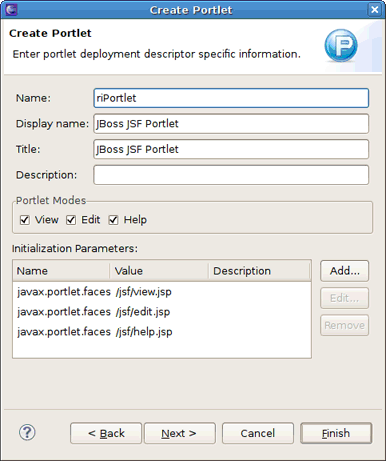 Create Portlet
Create Portlet
Enter portlet deployment descriptor specific information.
P
Name: riPortlet
Display name: JBoss JSF Portlet
Title: JBoss JSF Portlet
Description:
Portlet Modes
View Edit Help
Initialization Parameters:
Name Value Description Add...
javax.portlet.faces /jsf/view.jsp Edit...
javax.portlet.faces /jsf/edit.jsp
javax.portlet.faces /jsf/help.jsp Remove
? < Back Next > Cancel Finish